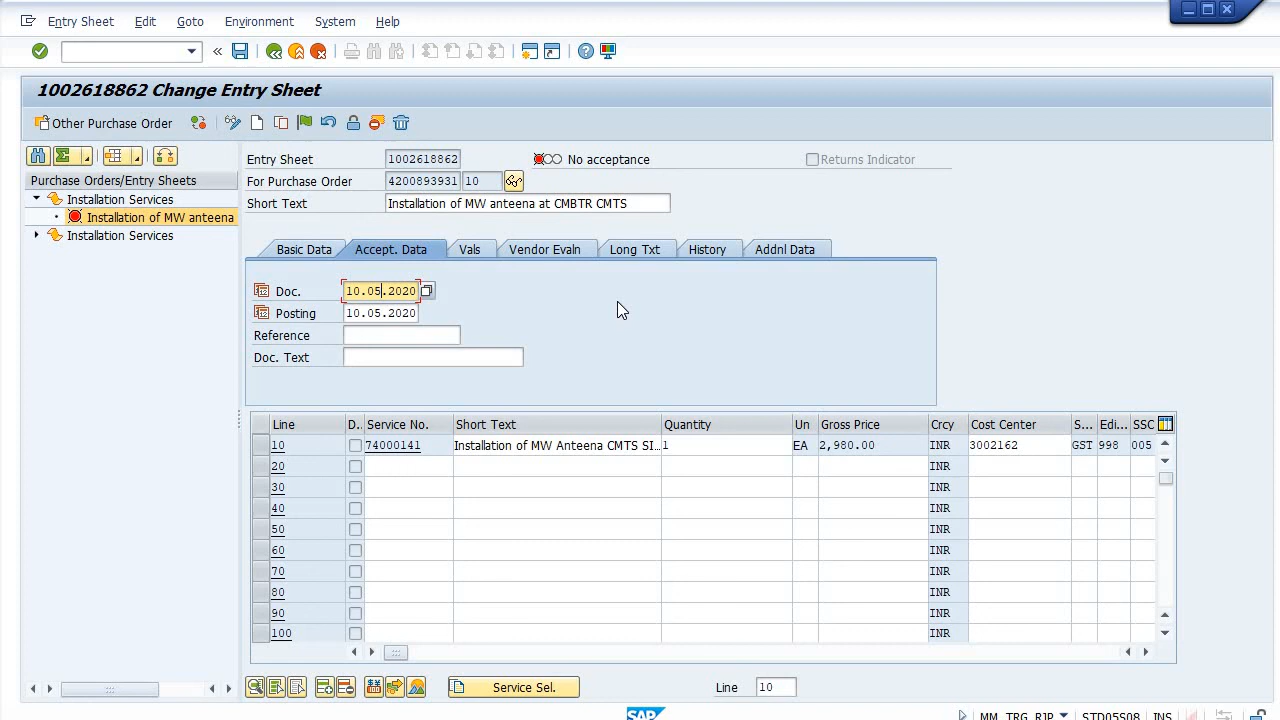 Entry Sheet Edit Goto Environment System Help
1002618862 Change Entry Sheet
Other Purchase Order
Purchase Orders/Entry Sheets
Installation Services
Installation of MW anteena
Installation Services
Entry Sheet 1002618862 No acceptance Returns Indicator
For Purchase Order 4200893931 10
Short Text Installation of MW anteena at CMBTR CMTS
Basic Data Accept. Data Vals Vendor Evaln Long Txt History Addnl Data
Doc. 10.05.2020
Posting 10.05.2020
Reference
Doc. Text
Line D.. Service No. Short Text Quantity Un Gross Price Crcy Cost Center S... Edi... SSC
10 74000141 Installation of MW Anteena CMTS SI... 1 EA 2,980.00 INR 3002162 GST 998 005
20 INR
30 INR
40 INR
50 INR
60 INR
70 INR
80 INR
90 INR
100 INR
Service Sel. Line 10
SAP MM_TRG_RJP STD05S08 INS